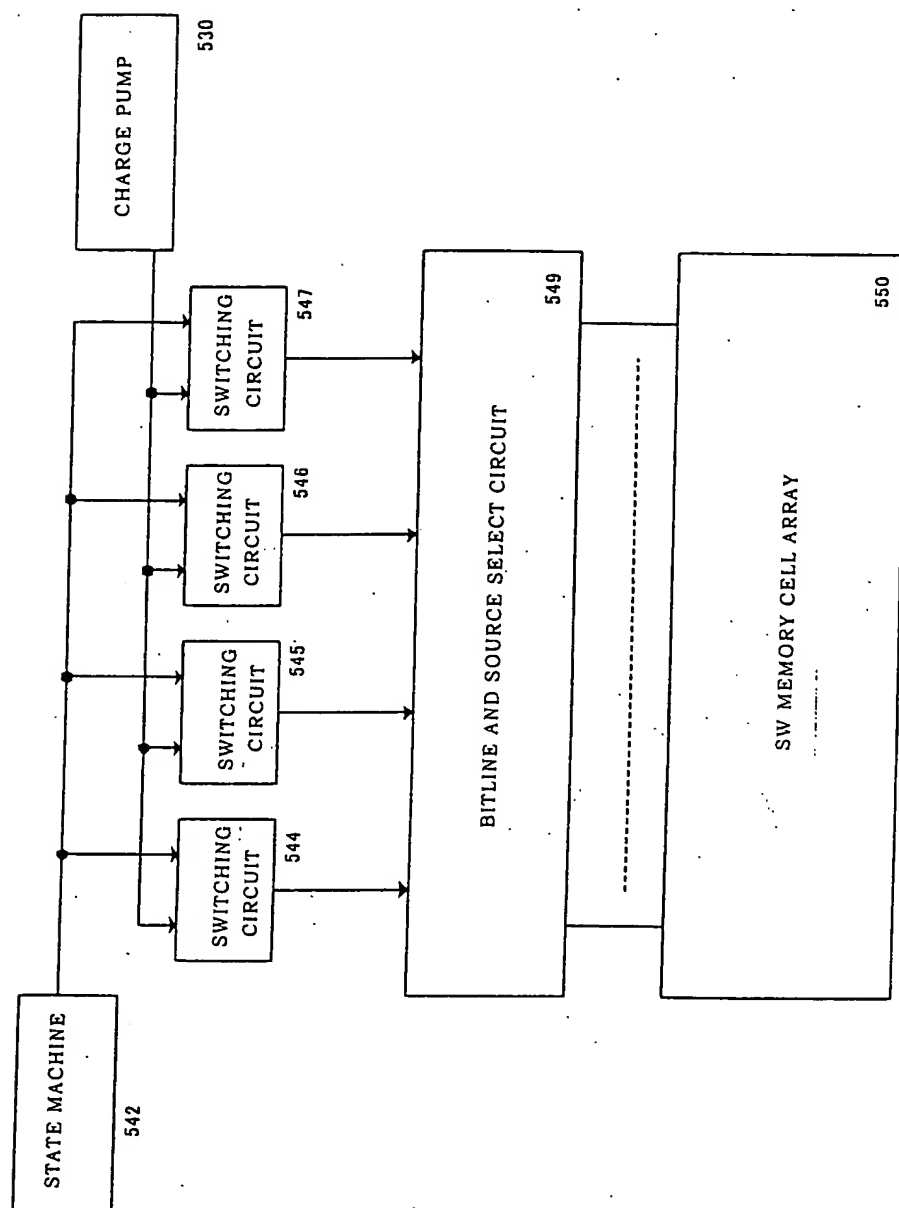 STATE MACHINE
542
CHARGE PUMP
530
SWITCHING
CIRCUIT
544
SWITCHING
CIRCUIT
545
SWITCHING
CIRCUIT
546
SWITCHING
CIRCUIT
547
BITLINE AND SOURCE SELECT CIRCUIT
549
SW MEMORY CELL ARRAY
550